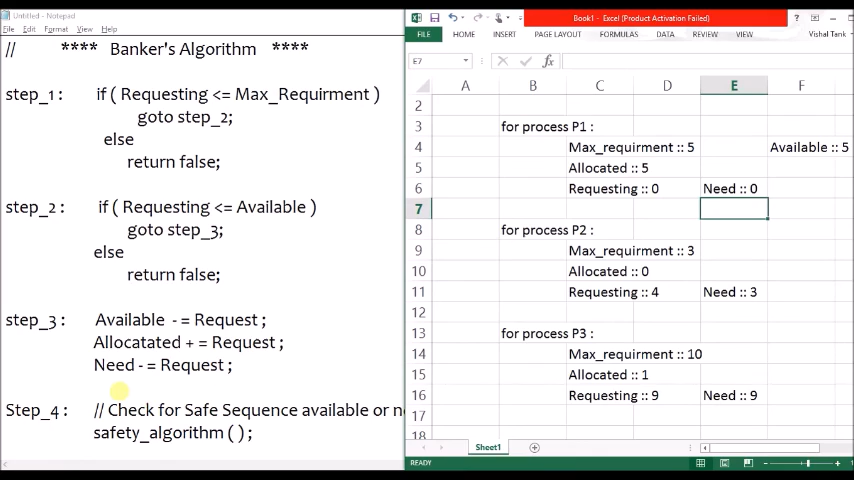 Untitled - Notepad
File Edit Format View Help
// **** Banker's Algorithm ****
step_1 : if ( Requesting <= Max_Requirment )
goto step_2;
else
return false;
step_2 : if ( Requesting <= Available )
goto step_3;
else
return false;
step_3 : Available - = Request ;
Allocatated + = Request ;
Need - = Request ;
Step_4 : // Check for Safe Sequence available or no
safety_algorithm ( ) ;
Book1 - Excel (Product Activation Failed)
?
FILE HOME INSERT PAGE LAYOUT FORMULAS DATA REVIEW VIEW Vishal Tank
E7 fx
A B C D E F
2
3 for process P1 :
4 Max_requirment :: 5 Available :: 5
5 Allocated :: 5
6 Requesting :: 0 Need :: 0
7
8 for process P2 :
9 Max_requirment :: 3
10 Allocated :: 0
11 Requesting :: 4 Need :: 3
12
13 for process P3 :
14 Max_requirment :: 10
15 Allocated :: 1
16 Requesting :: 9 Need :: 9
17
18
Sheet1
READY